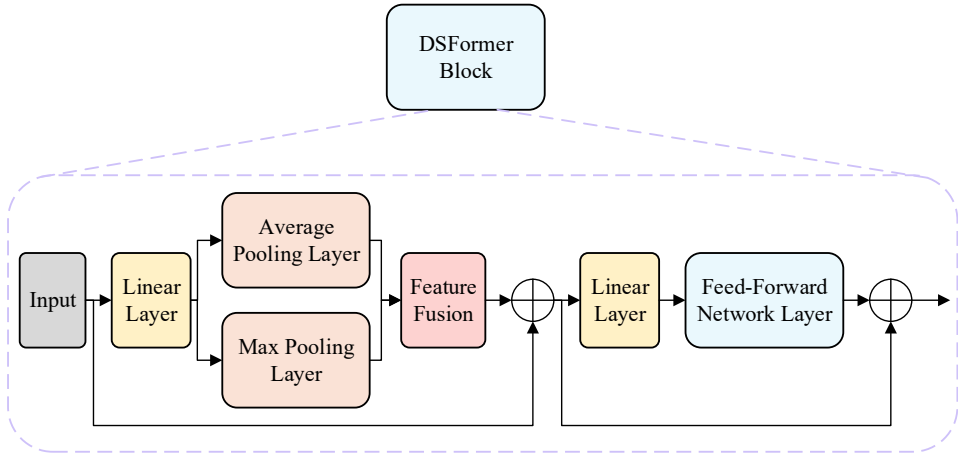 DSFormer
Block
Input
Linear
Layer
Average
Pooling Layer
Max Pooling
Layer
Feature
Fusion
Linear
Layer
Feed-Forward
Network Layer